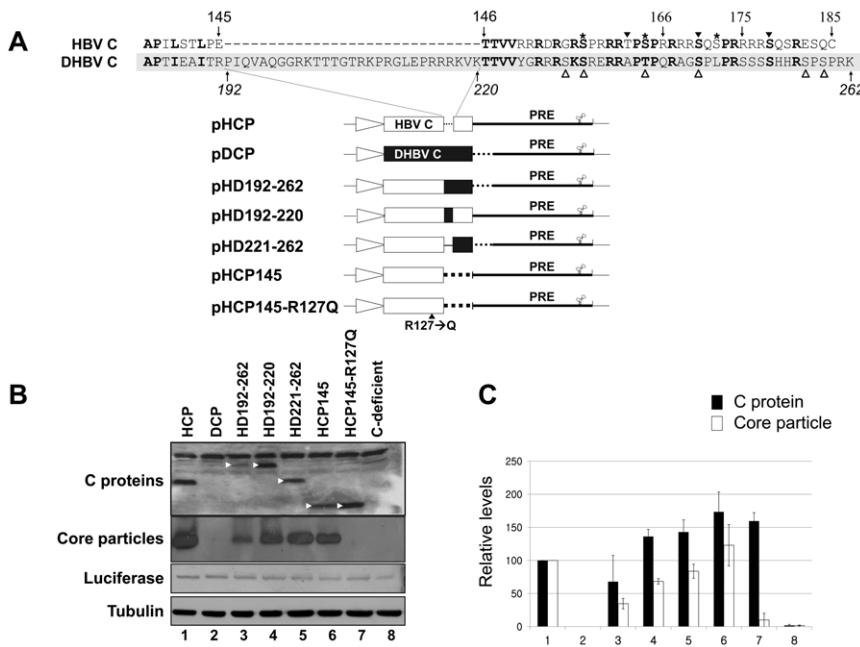 A
145 146 166 175 185
HBV C APILSTLPE TTVVRRRDRGRSPRRRTPSPRRRRSQSPRRRRSQSRESQC
DHBV C APTIEAITRPIQVAQGGRKTTTGTRKPRGLEPRRRKVKTTVVYGRRRSKSRERRAPTPQRAGSPLPRSSSSHHRSPSPRK
192 220 262
pHCP HBV C PRE
pDCP DHBV C PRE
pHD192-262 PRE
pHD192-220 PRE
pHD221-262 PRE
pHCP145 PRE
pHCP145-R127Q PRE
R127→Q
B
HCP DCP HD192-262 HD192-220 HD221-262 HCP145 HCP145-R127Q C-deficient
C proteins
Core particles
Luciferase
Tubulin
1 2 3 4 5 6 7 8
C
C protein
Core particle
Relative levels
250
200
150
100
50
0
1 2 3 4 5 6 7 8